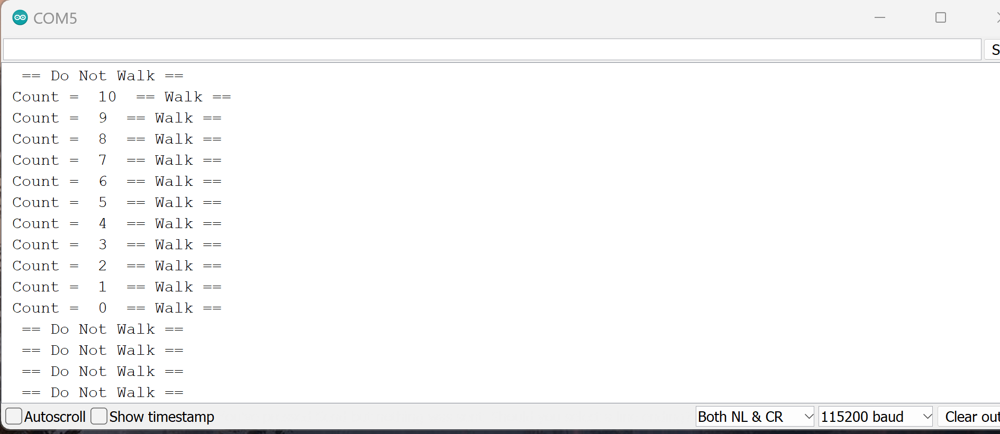 COM5
S
== Do Not Walk ==
Count =  10  == Walk ==
Count =  9  == Walk ==
Count =  8  == Walk ==
Count =  7  == Walk ==
Count =  6  == Walk ==
Count =  5  == Walk ==
Count =  4  == Walk ==
Count =  3  == Walk ==
Count =  2  == Walk ==
Count =  1  == Walk ==
Count =  0  == Walk ==
== Do Not Walk ==
== Do Not Walk ==
== Do Not Walk ==
== Do Not Walk ==
Autoscroll Show timestamp Both NL & CR 115200 baud Clear out